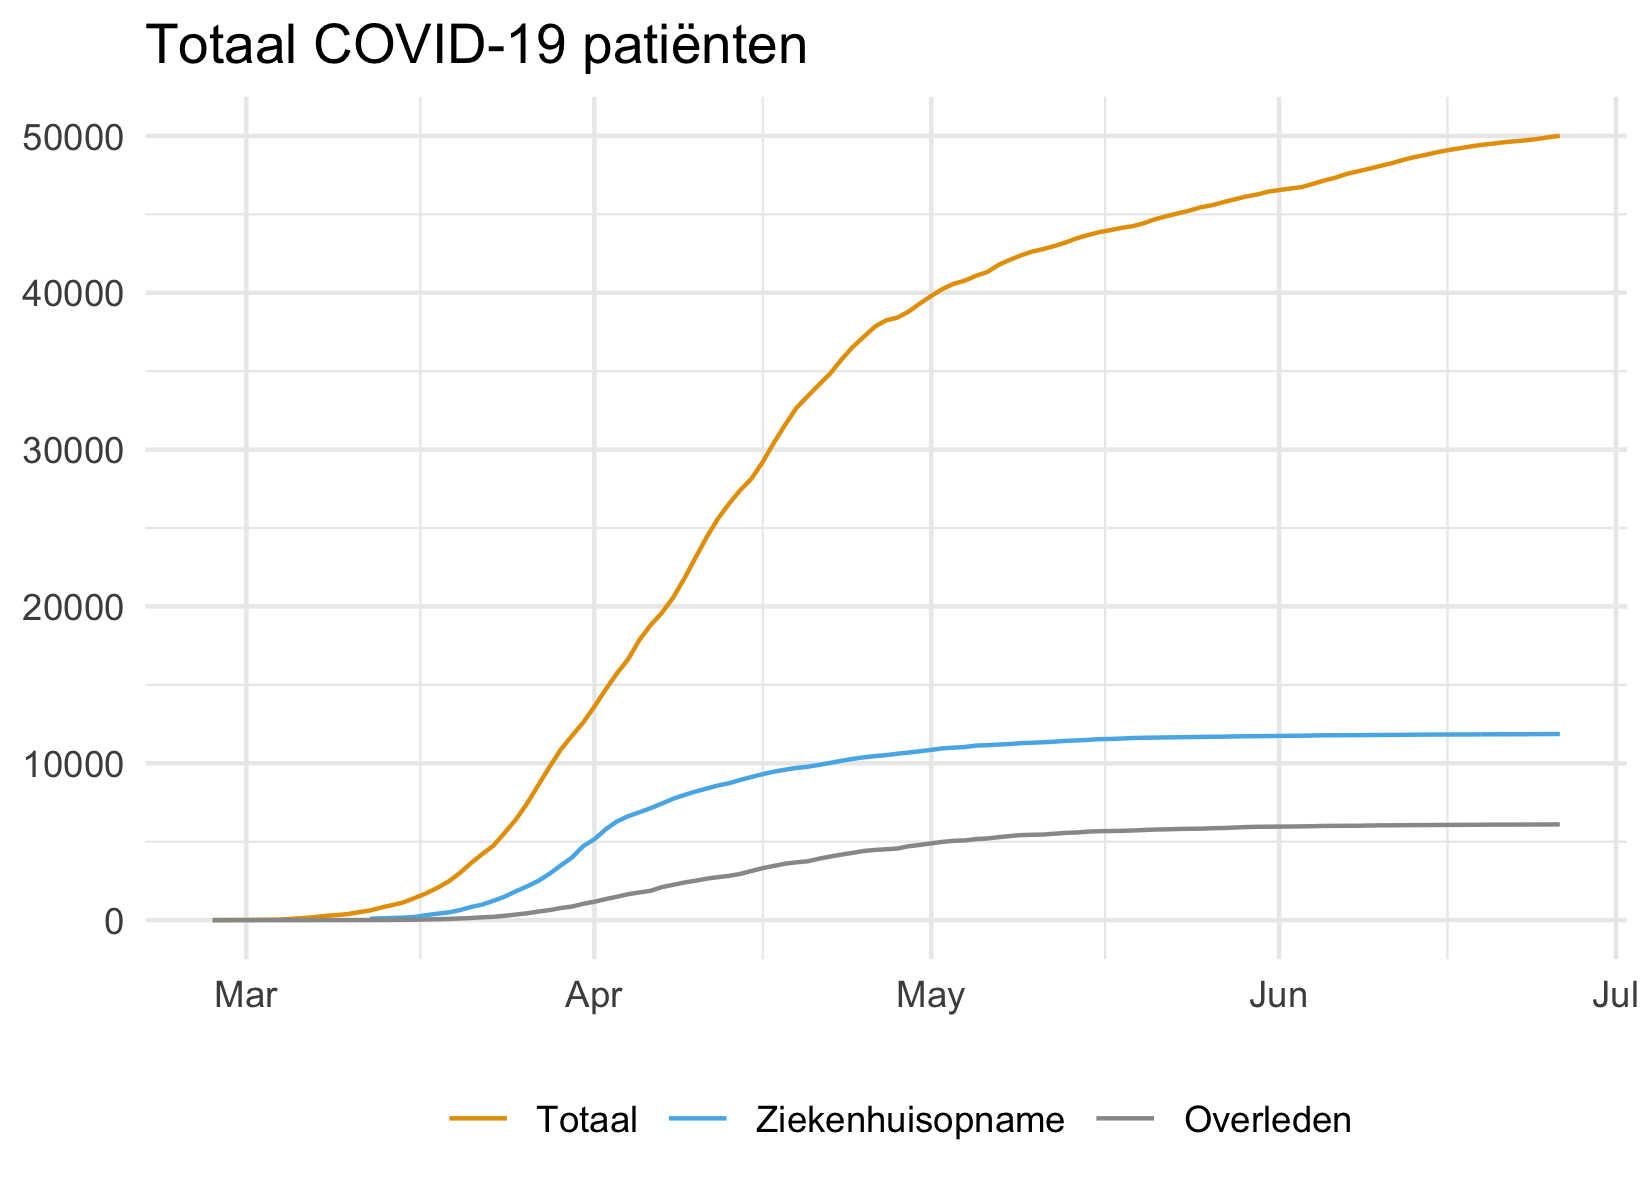 Totaal COVID-19 patiënten
50000
40000
30000
20000
10000
0
Mar Apr May Jun Jul
Totaal Ziekenhuisopname Overleden